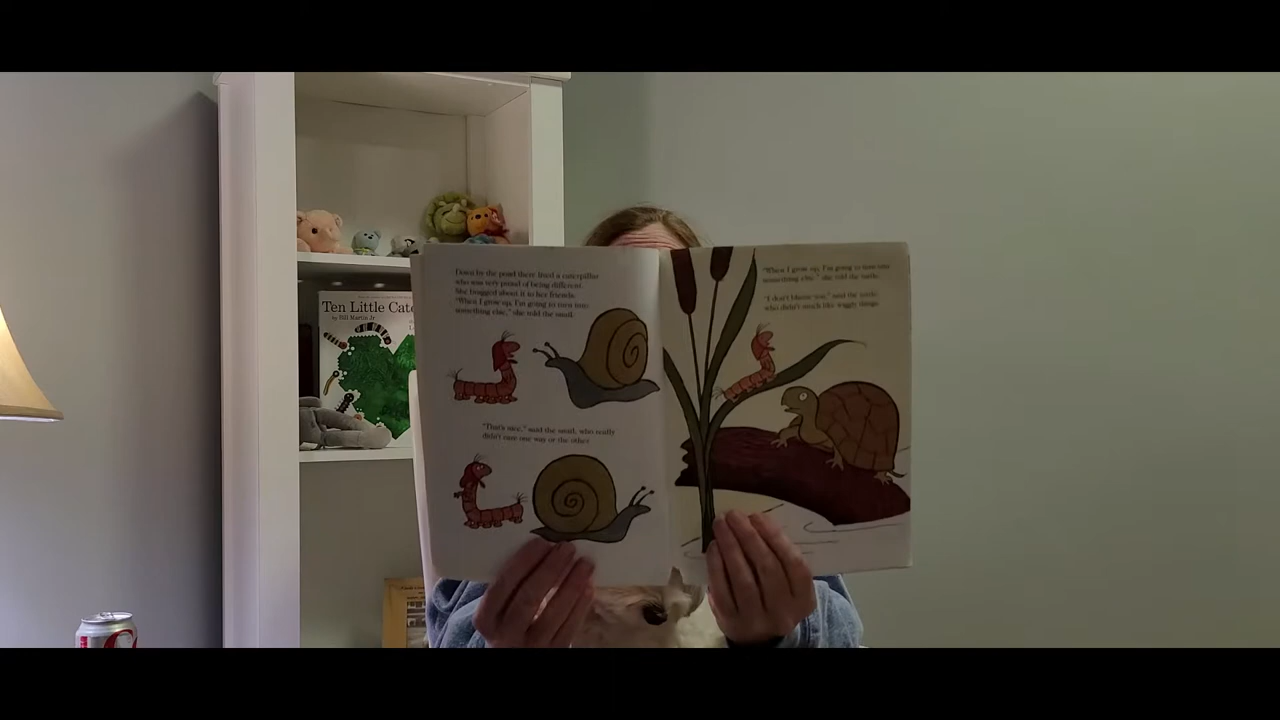 Ten Little Cate
by Bill Martin Jr
Down by the pond there lived a caterpillar
who was very proud of being different.
She bragged about it to her friends.
"When I grow up, I'm going to turn into
something else," she told the snail.
"That's nice," said the snail, who really
didn't care one way or the other.
"When I grow up, I'm going to turn into
something else," she told the turtle.
"I don't blame you," said the turtle,
who didn't much like wiggly things.